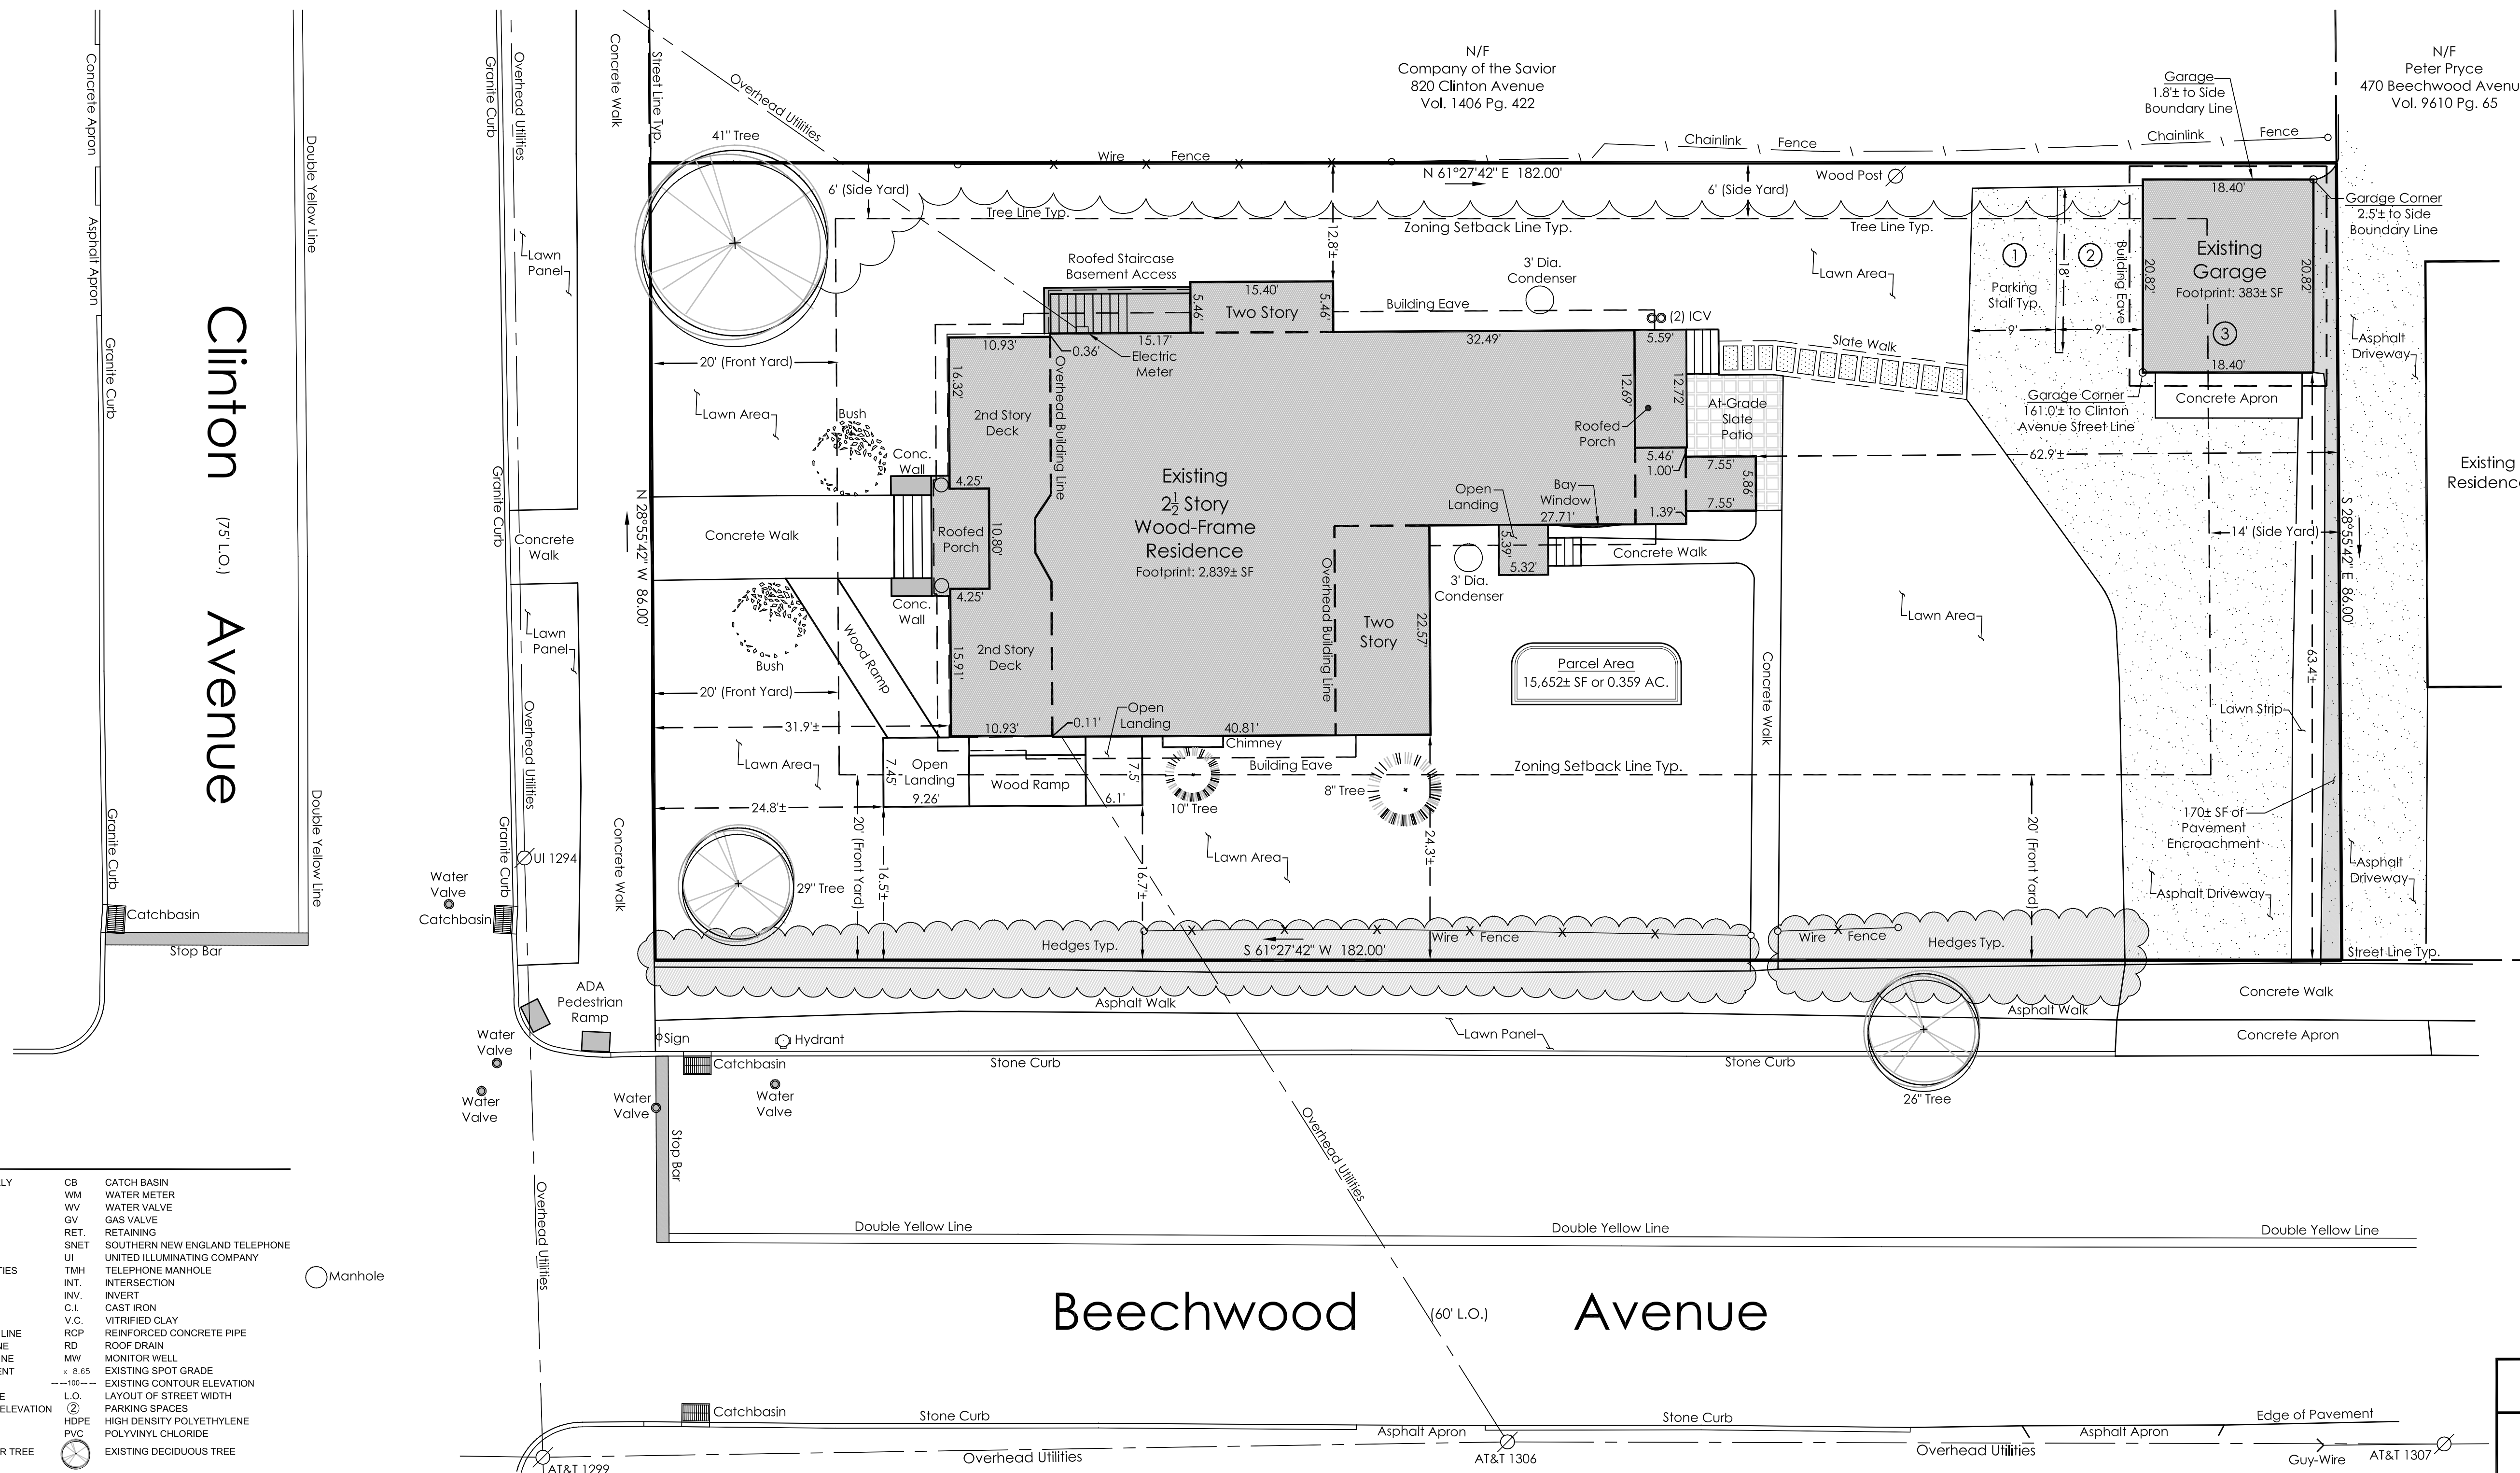 Clinton Avenue
(75' L.O.)
Concrete Apron
Asphalt Apron
Granite Curb
Granite Curb
Double Yellow Line
Double Yellow Line
Catchbasin
Stop Bar
Granite Curb
Overhead Utilities
Concrete Walk
Street Line Typ.
Overhead Utilities
Lawn
Panel
Granite Curb
Concrete
Walk
Lawn
Panel
Overhead Utilities
Granite Curb
UI 1294
Water
Valve
Catchbasin
Concrete Walk
N 28°55'42" W 86.00'
N/F
Company of the Savior
820 Clinton Avenue
Vol. 1406 Pg. 422
N/F
Peter Pryce
470 Beechwood Avenu
Vol. 9610 Pg. 65
Garage
1.8'± to Side
Boundary Line
41" Tree
Wire Fence
Chainlink Fence
Chainlink Fence
N 61°27'42" E 182.00'
Wood Post
6' (Side Yard)
6' (Side Yard)
Tree Line Typ.
Zoning Setback Line Typ.
Tree Line Typ.
12.8'±
18.40'
Garage Corner
2.5'± to Side
Boundary Line
Existing
Garage
Footprint: 383± SF
20.82'
20.82'
3
18.40'
Building Eave
1
2
18'
Parking
Stall Typ.
9'
9'
Concrete Apron
Garage Corner
161.0'± to Clinton
Avenue Street Line
Asphalt
Driveway
Existing
Residence
Roofed Staircase
Basement Access
3' Dia.
Condenser
Lawn Area
15.40'
5.46'
Two Story
5.46'
Building Eave
(2) ICV
10.93'
0.36'
15.17'
Electric
Meter
32.49'
5.59'
Slate Walk
20' (Front Yard)
Lawn Area
Bush
16.32'
2nd Story
Deck
Overhead Building Line
12.69'
12.72'
Roofed
Porch
At-Grade
Slate
Patio
Conc.
Wall
4.25'
5.46'
1.00'
7.55'
5.86'
7.55'
1.39'
62.9'±
Existing
2½ Story
Wood-Frame
Residence
Footprint: 2,839± SF
Open
Landing
Bay
Window
27.71'
5.39'
5.32'
Concrete Walk
3' Dia.
Condenser
Concrete Walk
Roofed
Porch
10.80'
4.25'
Conc.
Wall
14' (Side Yard)
S 28°55'42" E 86.00'
Bush
Wood Ramp
15.91'
2nd Story
Deck
Overhead Building Line
Two
Story
22.57'
Lawn Area
Parcel Area
15,652± SF or 0.359 AC.
Concrete Walk
63.4'±
Lawn Strip
20' (Front Yard)
31.9'±
10.93'
0.11'
Open
Landing
40.81'
Chimney
Lawn Area
7.45'
Open
Landing
9.26'
Wood Ramp
7.5'
6.1'
Building Eave
10" Tree
8" Tree
Zoning Setback Line Typ.
24.8'±
20' (Front Yard)
16.5'±
16.7'±
24.3'±
20' (Front Yard)
29" Tree
Lawn Area
170± SF of
Pavement
Encroachment
Asphalt Driveway
Asphalt
Driveway
Hedges Typ.
S 61°27'42" W 182.00'
Wire Fence
Wire Fence
Hedges Typ.
Street Line Typ.
ADA
Pedestrian
Ramp
Asphalt Walk
Asphalt Walk
Concrete Walk
Sign
Hydrant
Lawn Panel
Concrete Apron
Water
Valve
Catchbasin
Stone Curb
Stone Curb
26" Tree
Water
Valve
Water
Valve
Water
Valve
Stop Bar
Overhead Utilities
Overhead Utilities
Double Yellow Line
Double Yellow Line
Double Yellow Line
Manhole
Beechwood Avenue
(60' L.O.)
LY CB CATCH BASIN
WM WATER METER
WV WATER VALVE
GV GAS VALVE
RET. RETAINING
SNET SOUTHERN NEW ENGLAND TELEPHONE
UI UNITED ILLUMINATING COMPANY
TIES TMH TELEPHONE MANHOLE
INT. INTERSECTION
INV. INVERT
C.I. CAST IRON
V.C. VITRIFIED CLAY
LINE RCP REINFORCED CONCRETE PIPE
NE RD ROOF DRAIN
NE MW MONITOR WELL
ENT x 8.65 EXISTING SPOT GRADE
--100-- EXISTING CONTOUR ELEVATION
E L.O. LAYOUT OF STREET WIDTH
ELEVATION 2 PARKING SPACES
HDPE HIGH DENSITY POLYETHYLENE
PVC POLYVINYL CHLORIDE
R TREE EXISTING DECIDUOUS TREE
Catchbasin
Stone Curb
Stone Curb
Edge of Pavement
Asphalt Apron
Asphalt Apron
AT&T 1299
Overhead Utilities
AT&T 1306
Overhead Utilities
Guy-Wire
AT&T 1307